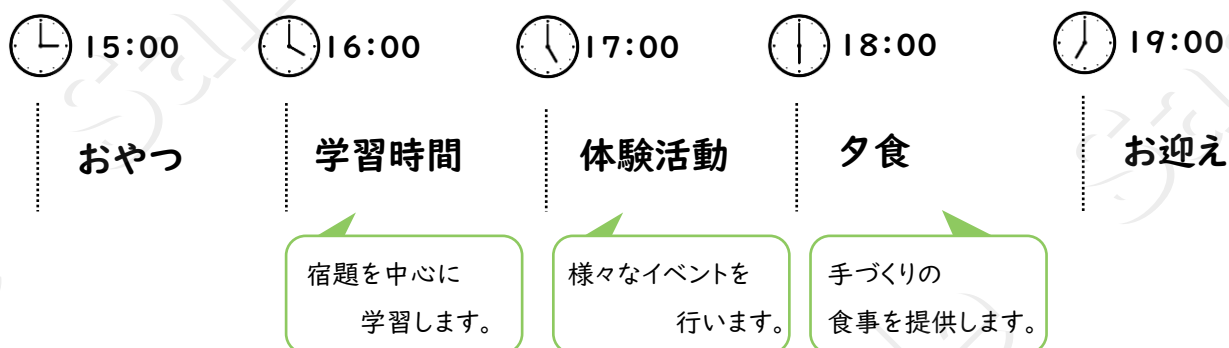 15:00
16:00
17:00
18:00
19:00
おやつ
学習時間
体験活動
夕食
お迎え
宿題を中心に
学習します。
様々なイベントを
行います。
手づくりの
食事を提供します。